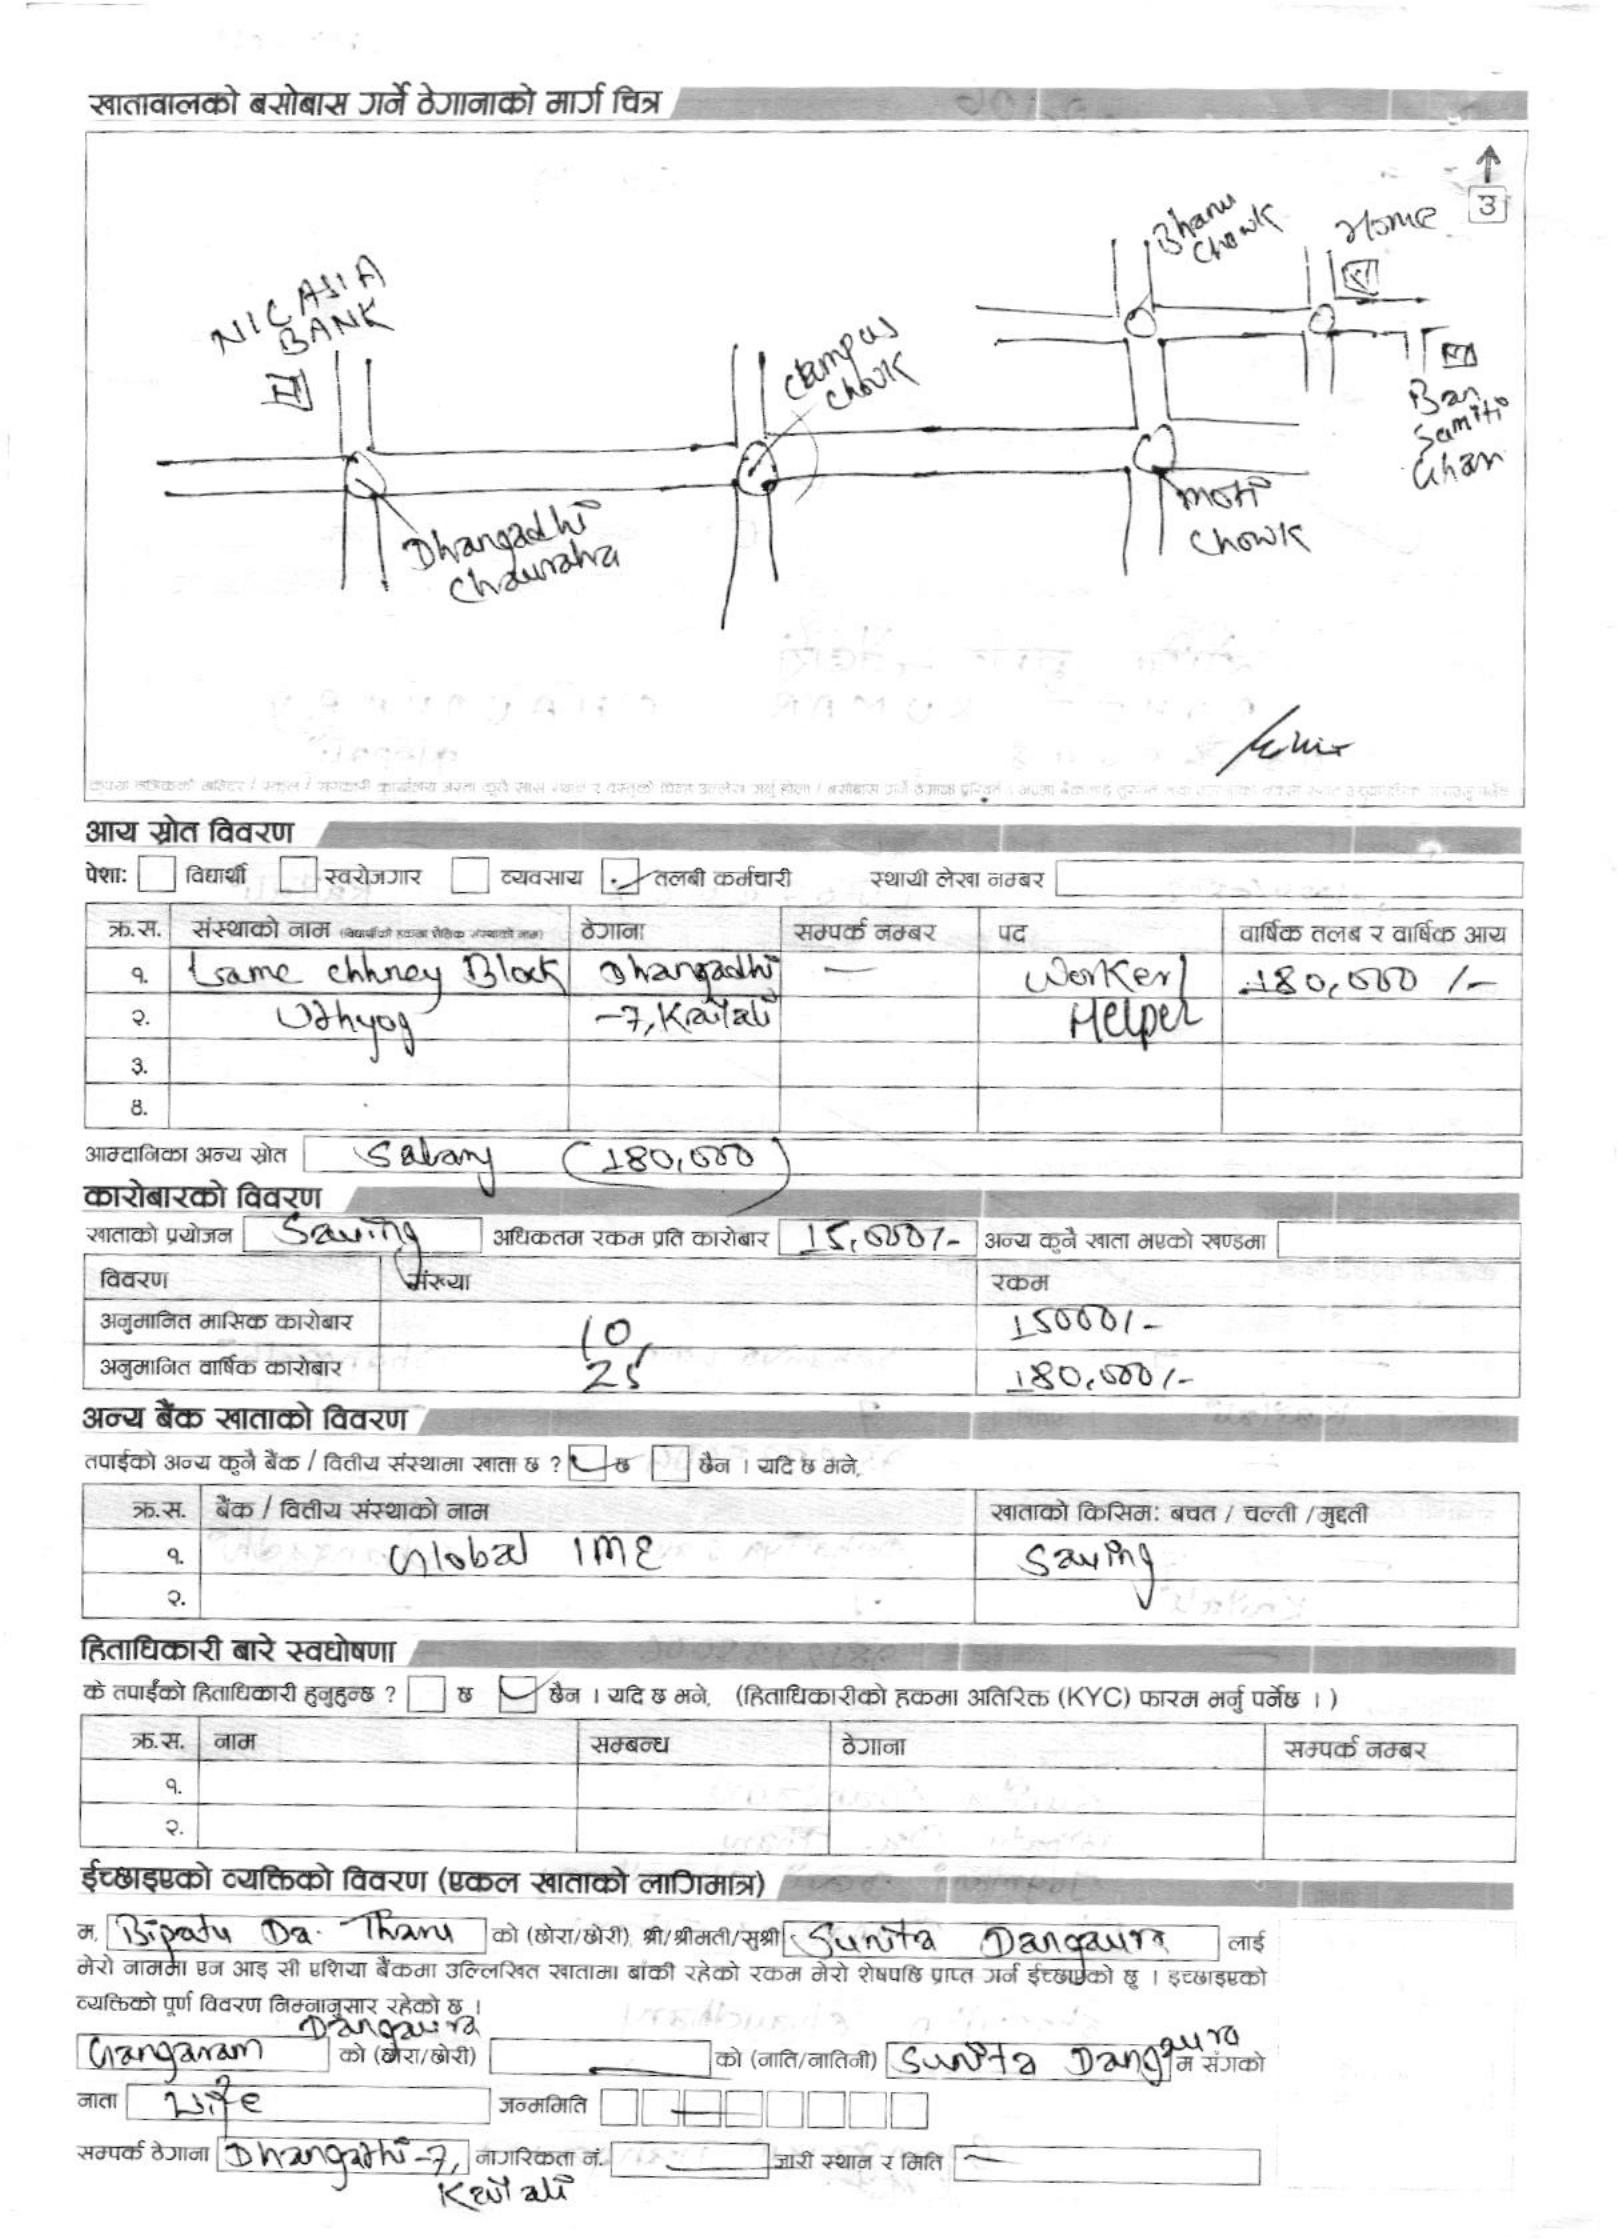 खातावालको बसोबास गर्ने ठेगानाको मार्ग चित्र
उ
NIC ASIA
BANK
Dhangadhi
Chauraha
Campus
Chowk
Bhanu
Chowk
Home
Ban
Samiti
Ghar
Moti
Chowk
आय स्रोत विवरण
पेशा: विद्यार्थी स्वरोजगार व्यवसाय तलबी कर्मचारी स्थायी लेखा नम्बर
क्र.स. संस्थाको नाम ठेगाना सम्पर्क नम्बर पद वार्षिक तलब र वार्षिक आय
१. chhney Block Dhangadhi — Worker/ 180,000/-
२. Udhyog -7, Kailali Helper
३.
४.
आम्दानिका अन्य स्रोत Salary (180,000)
कारोबारको विवरण
खाताको प्रयोजन Saving अधिकतम रकम प्रति कारोबार 15,000/- अन्य कुनै खाता भएको खण्डमा
विवरण संख्या रकम
अनुमानित मासिक कारोबार 10 15000/-
अनुमानित वार्षिक कारोबार 25 180,000/-
अन्य बैंक खाताको विवरण
तपाईको अन्य कुनै बैंक / वितीय संस्थामा खाता छ ? छ छैन । यदि छ भने,
क्र.स. बैंक / वितीय संस्थाको नाम खाताको किसिम: बचत / चल्ती /मुद्दती
१. Global IME Saving
२.
हिताधिकारी बारे स्वघोषणा
के तपाईंको हिताधिकारी हुनुहुन्छ ? छ छैन । यदि छ भने, (हिताधिकारीको हकमा अतिरिक्त (KYC) फारम भर्नु पर्नेछ । )
क्र.स. नाम सम्बन्ध ठेगाना सम्पर्क नम्बर
१.
२.
ईच्छाइएको व्यक्तिको विवरण (एकल खाताको लागिमात्र)
म, Bipatu Da. Tharu को (छोरा/छोरी) श्री/श्रीमती/सुश्री Sunita Dangaura लाई
मेरो नाममा एन आइ सी एशिया बैंकमा उल्लिखित खातामा बांकी रहेको रकम मेरो शेषपछि प्राप्त गर्न ईच्छाएको छु । इच्छाइएको
व्यक्तिको पूर्ण विवरण निम्नानुसार रहेको छ ।
Gangaram Dangaura को (छोरा/छोरी) — को (नाति/नातिनी) Sunita Dangaura म संगको
नाता Wife जन्ममिति —
सम्पर्क ठेगाना Dhangadhi-7, Kailali नागरिकता नं. — जारी स्थान र मिति —